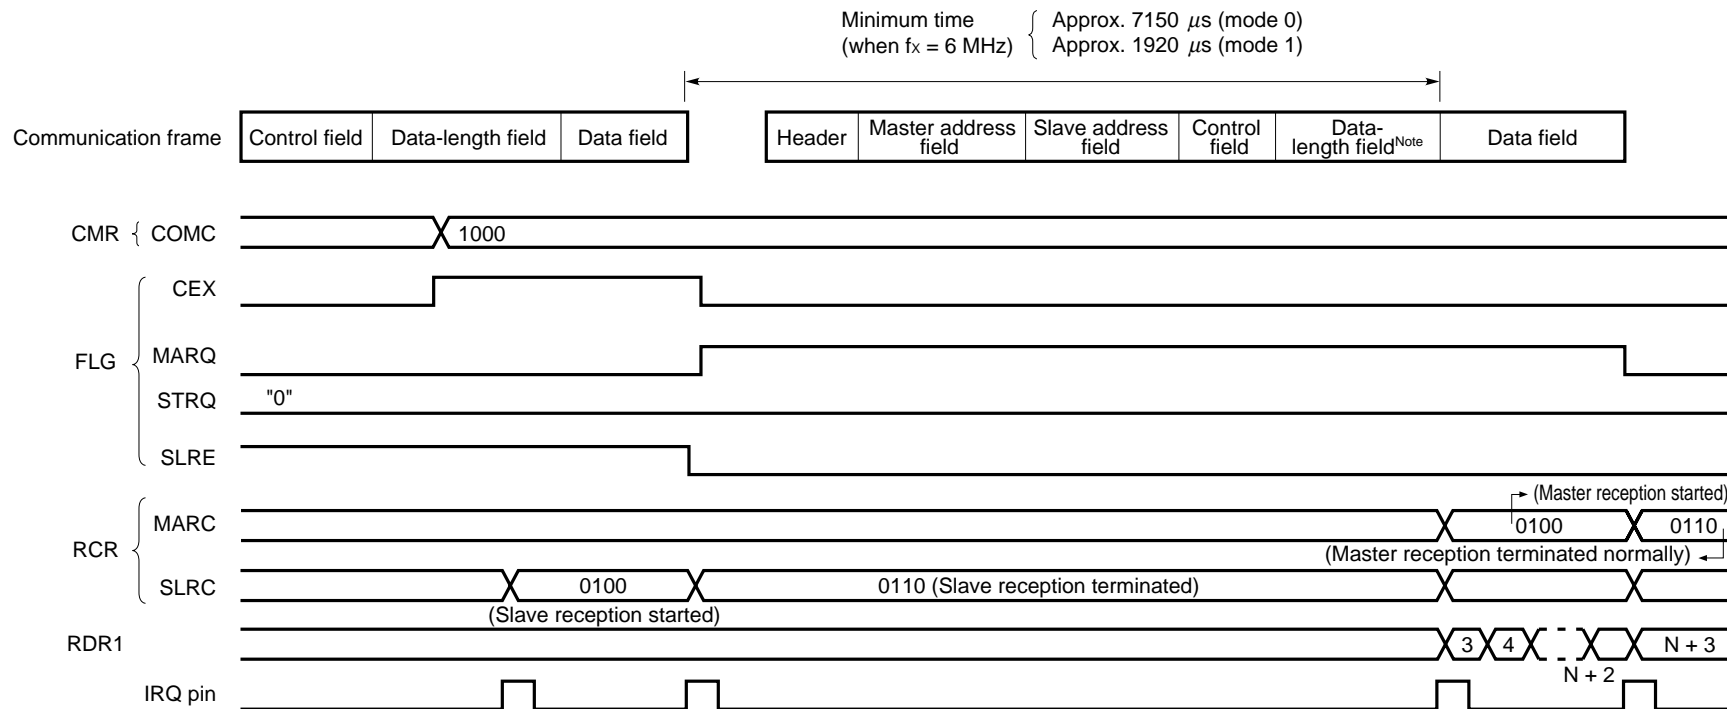 Minimum time
(when fx = 6 MHz)
Approx. 7150 µs (mode 0)
Approx. 1920 µs (mode 1)
Communication frame
Control field
Data-length field
Data field
Header
Master address
field
Slave address
field
Control
field
Data-
length fieldNote
Data field
CMR
COMC
1000
FLG
CEX
MARQ
STRQ
"0"
SLRE
RCR
MARC
(Master reception started)
0100
0110
(Master reception terminated normally)
SLRC
0100
0110 (Slave reception terminated)
(Slave reception started)
RDR1
3
4
N + 2
N + 3
IRQ pin